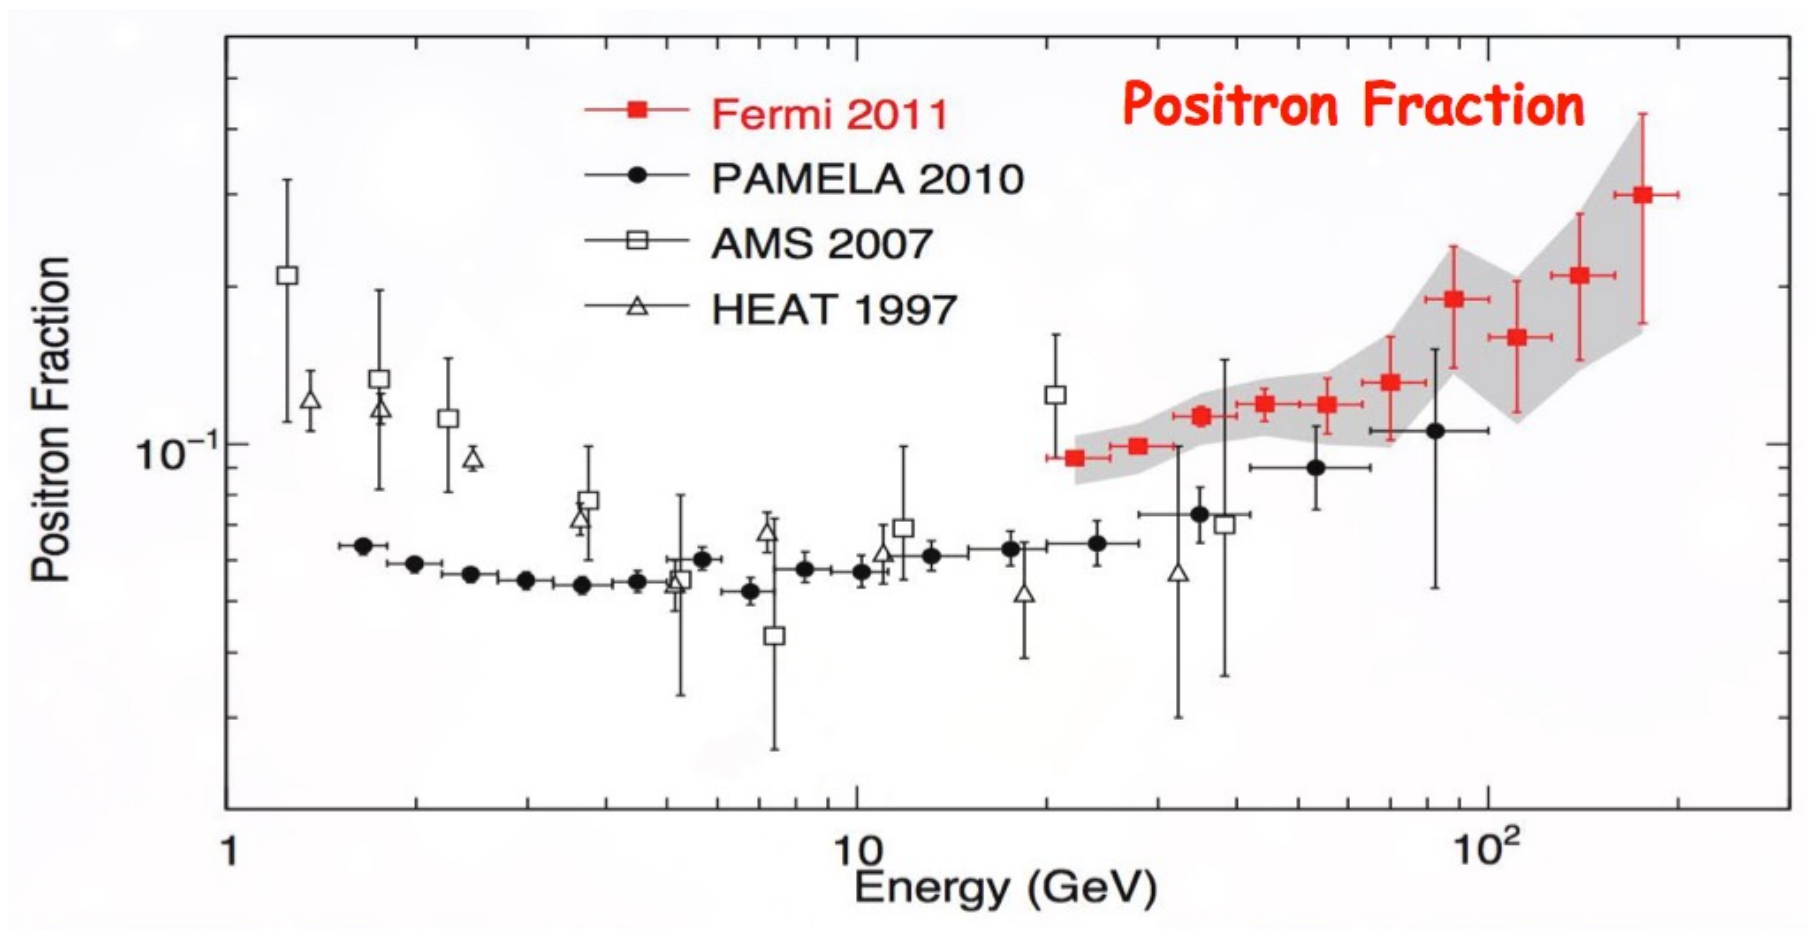 Positron Fraction
Fermi 2011
PAMELA 2010
AMS 2007
HEAT 1997
Positron Fraction
10⁻¹
1
10
10²
Energy (GeV)